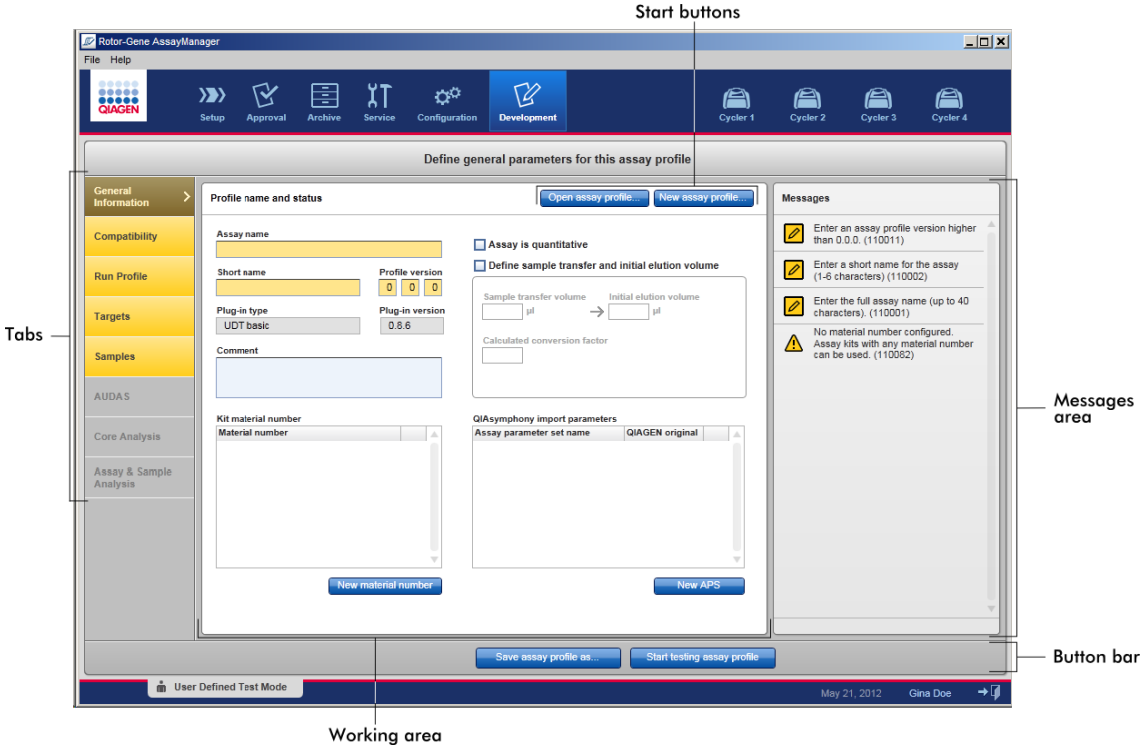 Start buttons
Rotor-Gene AssayManager
File Help
QIAGEN
Setup Approval Archive Service Configuration Development Cycler 1 Cycler 2 Cycler 3 Cycler 4
Define general parameters for this assay profile
Tabs
General
Information
Compatibility
Run Profile
Targets
Samples
AUDAS
Core Analysis
Assay & Sample
Analysis
Profile name and status
Open assay profile... New assay profile...
Assay name
Short name Profile version
0 0 0
Plug-in type Plug-in version
UDT basic 0.8.6
Comment
Assay is quantitative
Define sample transfer and initial elution volume
Sample transfer volume Initial elution volume
µl → µl
Calculated conversion factor
Kit material number
Material number
New material number
QIAsymphony import parameters
Assay parameter set name QIAGEN original
New APS
Messages
Enter an assay profile version higher
than 0.0.0. (110011)
Enter a short name for the assay
(1-6 characters) (110002)
Enter the full assay name (up to 40
characters). (110001)
No material number configured.
Assay kits with any material number
can be used. (110082)
Messages
area
Save assay profile as... Start testing assay profile
Button bar
User Defined Test Mode
May 21, 2012 Gina Doe
Working area